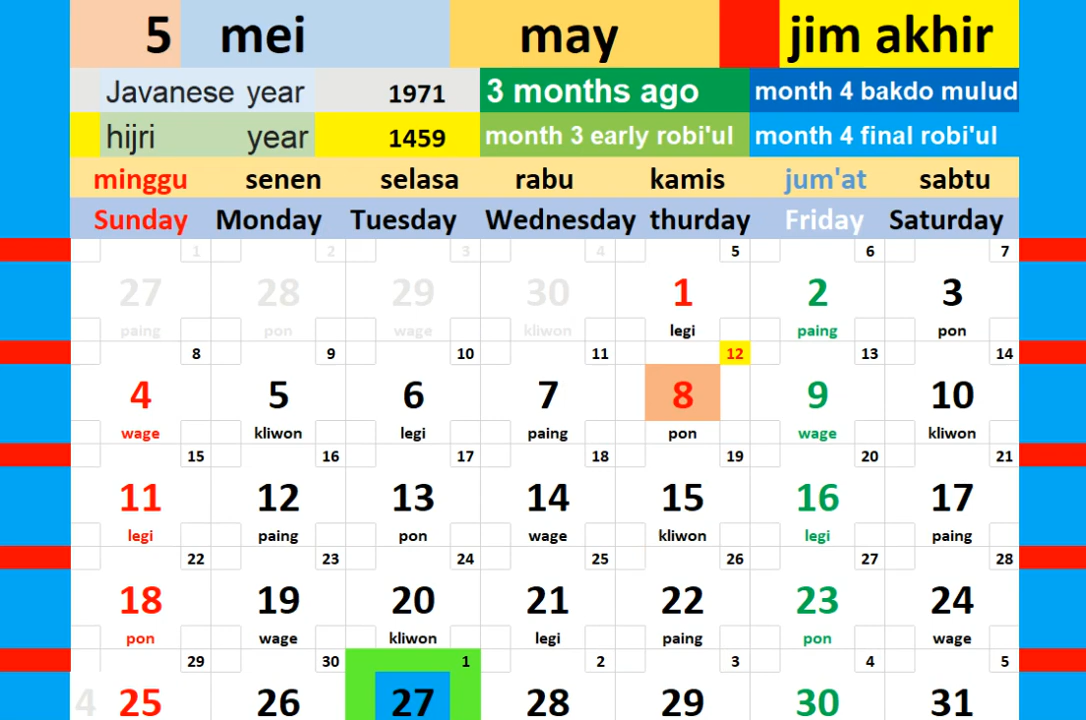 5 mei may jim akhir
Javanese year 1971 3 months ago month 4 bakdo mulud
hijri year 1459 month 3 early robi'ul month 4 final robi'ul
minggu senen selasa rabu kamis jum'at sabtu
Sunday Monday Tuesday Wednesday thurday Friday Saturday
1 2 3 4 5 6 7
27 28 29 30 1 2 3
paing pon wage kliwon legi paing pon
8 9 10 11 12 13 14
4 5 6 7 8 9 10
wage kliwon legi paing pon wage kliwon
15 16 17 18 19 20 21
11 12 13 14 15 16 17
legi paing pon wage kliwon legi paing
22 23 24 25 26 27 28
18 19 20 21 22 23 24
pon wage kliwon legi paing pon wage
29 30 1 2 3 4 5
4 25 26 27 28 29 30 31